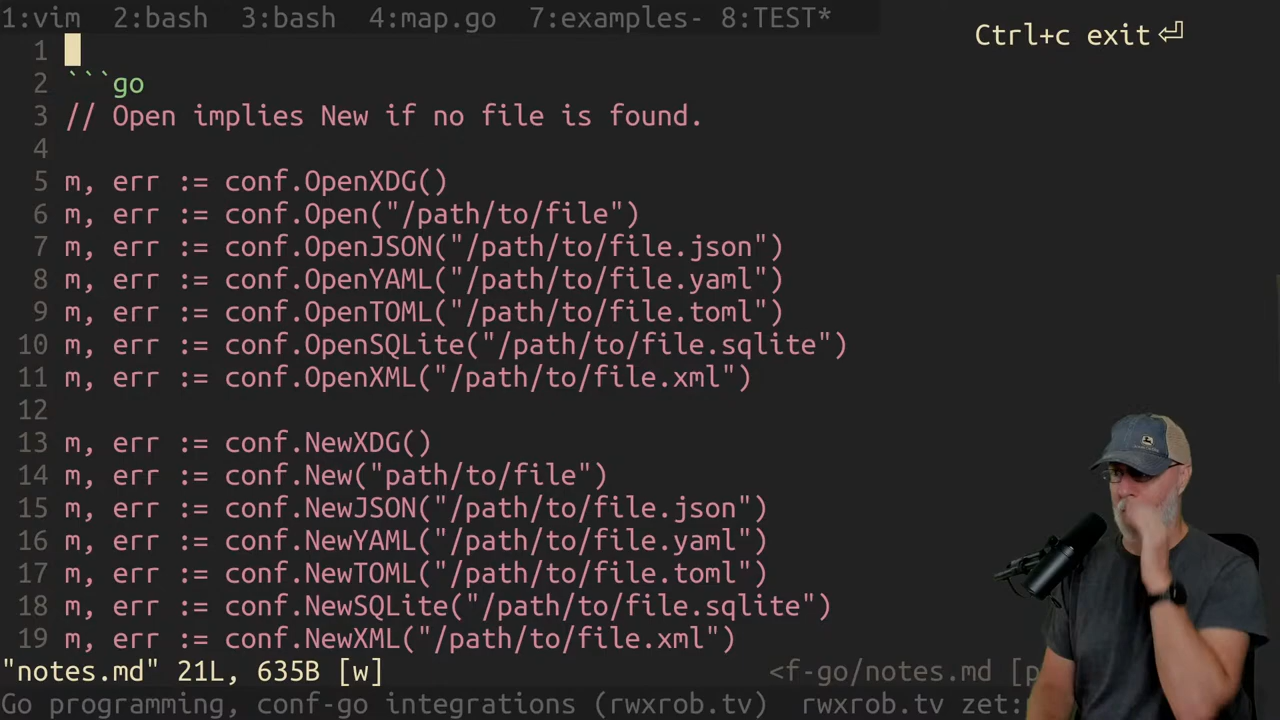 1:vim 2:bash 3:bash 4:map.go 7:examples- 8:TEST*
Ctrl+c exit⏎
1
2 ```go
3 // Open implies New if no file is found.
4
5 m, err := conf.OpenXDG()
6 m, err := conf.Open("/path/to/file")
7 m, err := conf.OpenJSON("/path/to/file.json")
8 m, err := conf.OpenYAML("/path/to/file.yaml")
9 m, err := conf.OpenTOML("/path/to/file.toml")
10 m, err := conf.OpenSQLite("/path/to/file.sqlite")
11 m, err := conf.OpenXML("/path/to/file.xml")
12
13 m, err := conf.NewXDG()
14 m, err := conf.New("path/to/file")
15 m, err := conf.NewJSON("/path/to/file.json")
16 m, err := conf.NewYAML("/path/to/file.yaml")
17 m, err := conf.NewTOML("/path/to/file.toml")
18 m, err := conf.NewSQLite("/path/to/file.sqlite")
19 m, err := conf.NewXML("/path/to/file.xml")
"notes.md" 21L, 635B [w] <f-go/notes.md [p
Go programming, conf-go integrations (rwxrob.tv) rwxrob.tv zet: